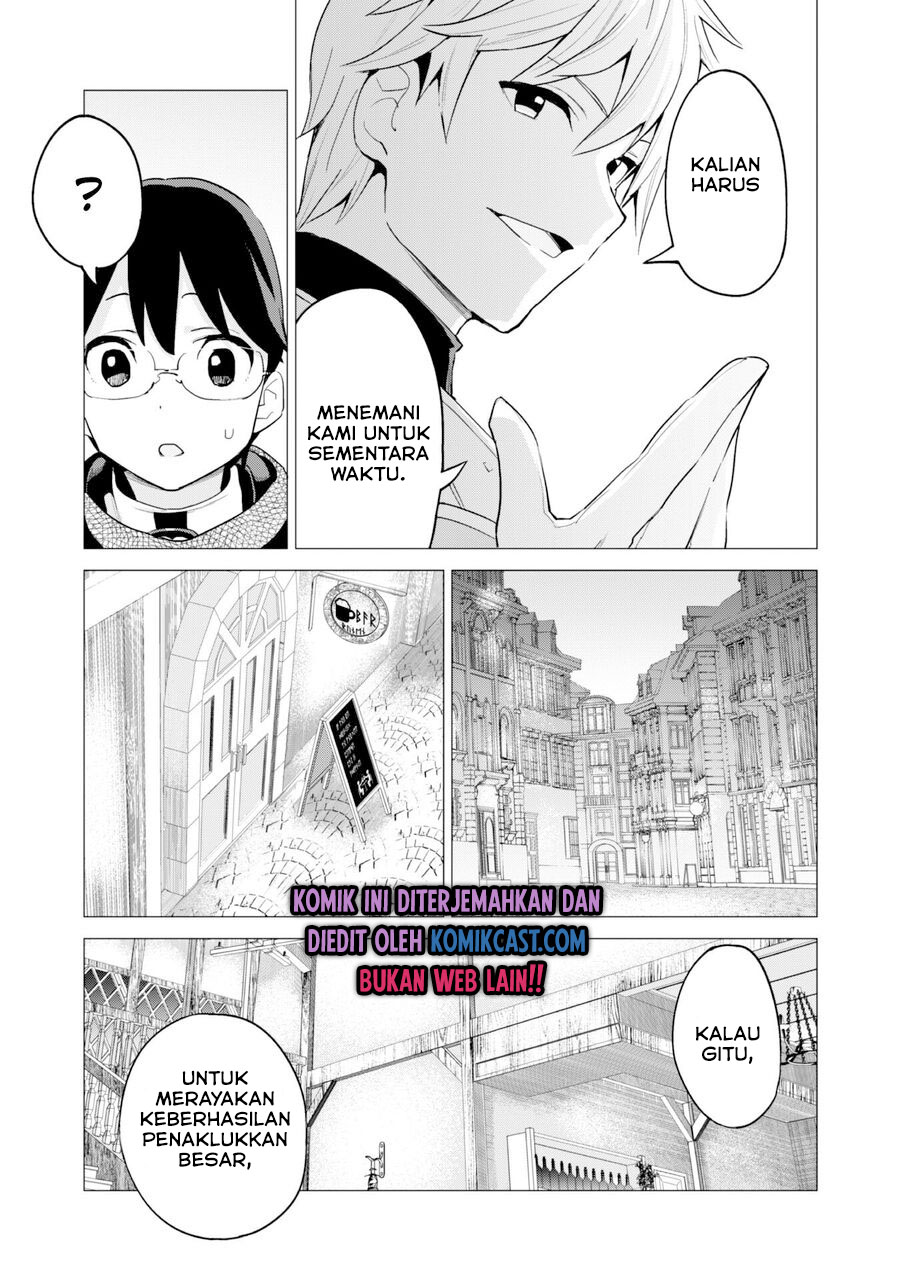 KALIAN
HARUS
MENEMANI
KAMI UNTUK
SEMENTARA
WAKTU.
?
BAR
KOMIK INI DITERJEMAHKAN DAN
DIEDIT OLEH KOMIKCAST.COM
BUKAN WEB LAIN!!
KALAU
GITU,
UNTUK
MERAYAKAN
KEBERHASILAN
PENAKLUKKAN
BESAR,